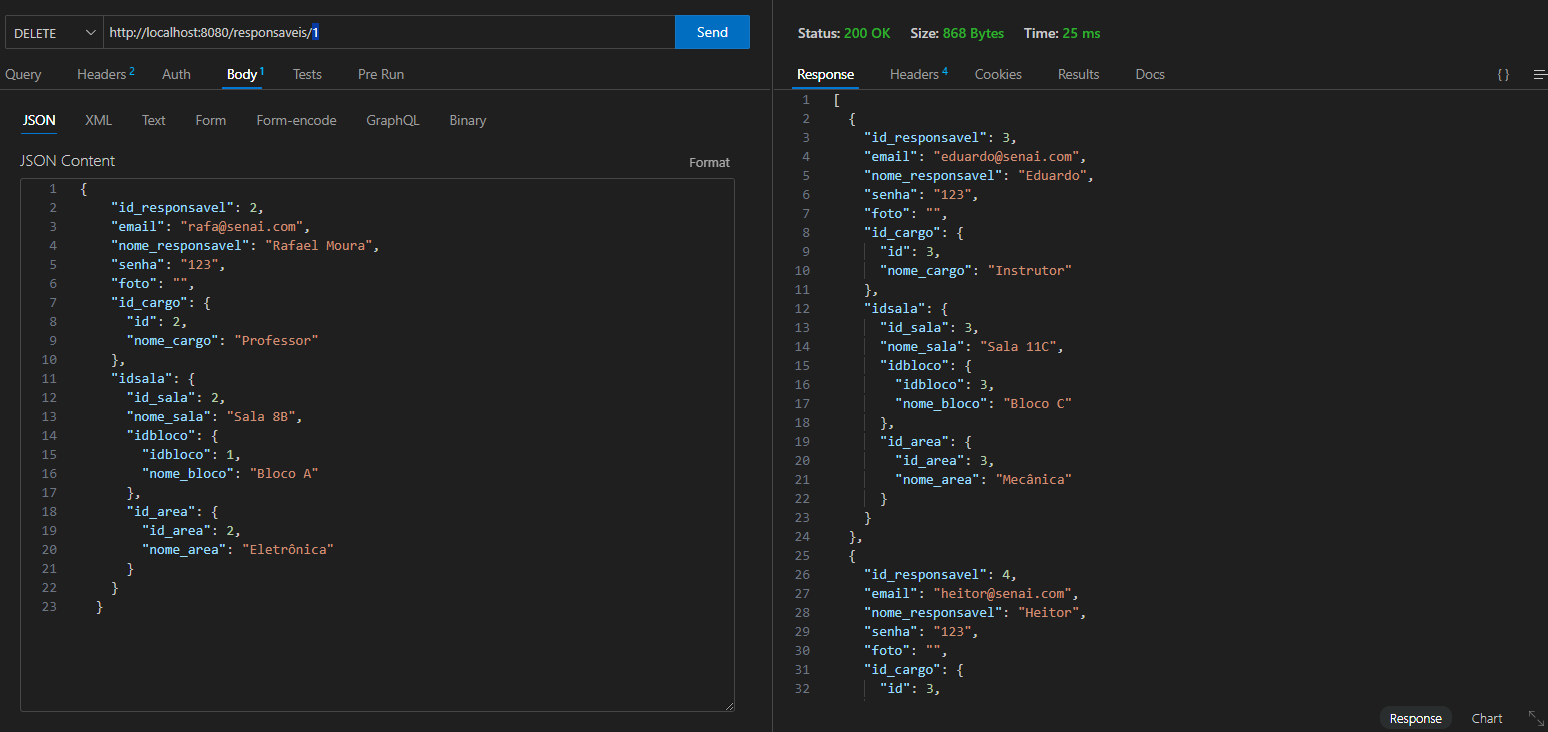 DELETE http://localhost:8080/responsaveis/1 Send
Query Headers 2 Auth Body 1 Tests Pre Run
JSON XML Text Form Form-encode GraphQL Binary
JSON Content Format
1 {
2 "id_responsavel": 2,
3 "email": "rafa@senai.com",
4 "nome_responsavel": "Rafael Moura",
5 "senha": "123",
6 "foto": "",
7 "id_cargo": {
8 "id": 2,
9 "nome_cargo": "Professor"
10 },
11 "idsala": {
12 "id_sala": 2,
13 "nome_sala": "Sala 8B",
14 "idbloco": {
15 "idbloco": 1,
16 "nome_bloco": "Bloco A"
17 },
18 "id_area": {
19 "id_area": 2,
20 "nome_area": "Eletrônica"
21 }
22 }
23 }
Status: 200 OK Size: 868 Bytes Time: 25 ms
Response Headers 4 Cookies Results Docs { }
1 [
2 {
3 "id_responsavel": 3,
4 "email": "eduardo@senai.com",
5 "nome_responsavel": "Eduardo",
6 "senha": "123",
7 "foto": "",
8 "id_cargo": {
9 "id": 3,
10 "nome_cargo": "Instrutor"
11 },
12 "idsala": {
13 "id_sala": 3,
14 "nome_sala": "Sala 11C",
15 "idbloco": {
16 "idbloco": 3,
17 "nome_bloco": "Bloco C"
18 },
19 "id_area": {
20 "id_area": 3,
21 "nome_area": "Mecânica"
22 }
23 }
24 },
25 {
26 "id_responsavel": 4,
27 "email": "heitor@senai.com",
28 "nome_responsavel": "Heitor",
29 "senha": "123",
30 "foto": "",
31 "id_cargo": {
32 "id": 3,
Response Chart